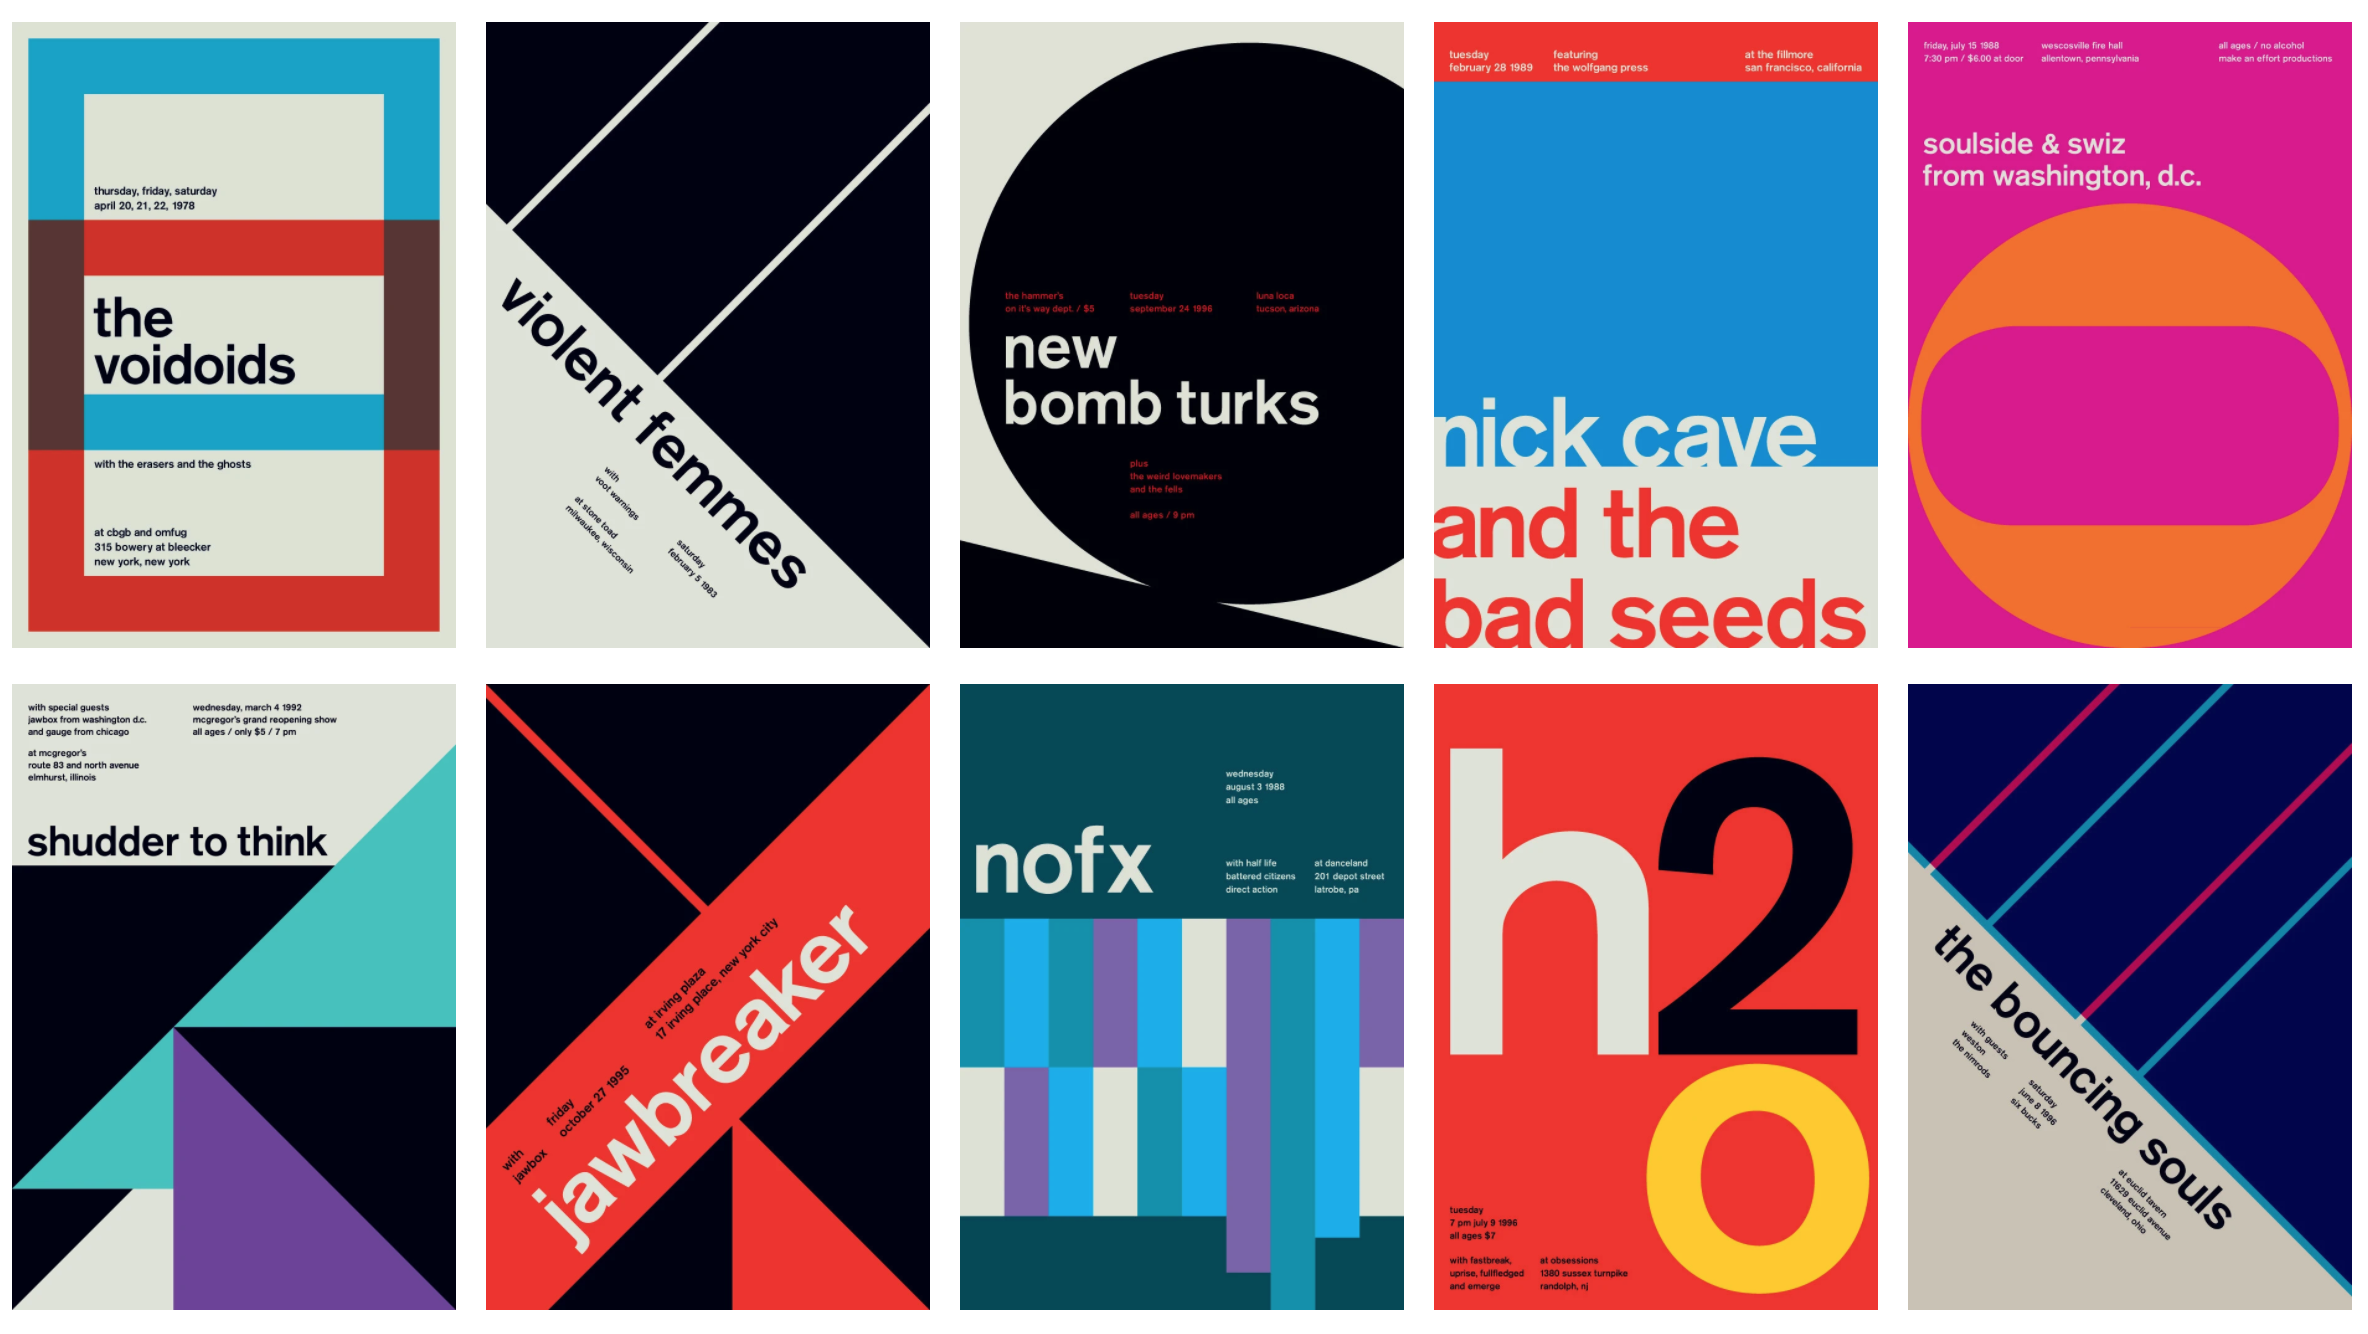 thursday, friday, saturday
april 20, 21, 22, 1978
the
voidoids
with the erasers and the ghosts
at cbgb and omfug
315 bowery at bleecker
new york, new york
violent femmes
with
voot warnings
at stone toad
milwaukee, wisconsin
saturday
february 5 1983
the hammer's
on it's way dept. / $5
tuesday
september 24 1996
luna loca
tucson, arizona
new
bomb turks
plus
the weird lovemakers
and the fells
all ages / 9 pm
tuesday
february 28 1989
featuring
the wolfgang press
at the fillmore
san francisco, california
nick cave
and the
bad seeds
friday, july 15 1988
7:30 pm / $6.00 at door
wescosville fire hall
allentown, pennsylvania
all ages / no alcohol
make an effort productions
soulside & swiz
from washington, d.c.
with special guests
jawbox from washington d.c.
and gauge from chicago
at mcgregor's
route 83 and north avenue
elmhurst, illinois
wednesday, march 4 1992
mcgregor's grand reopening show
all ages / only $5 / 7 pm
shudder to think
with
jawbox
friday
october 27 1995
at irving plaza
17 irving place, new york city
jawbreaker
wednesday
august 3 1988
all ages
nofx
with half life
battered citizens
direct action
at danceland
201 depot street
latrobe, pa
h2
o
tuesday
7 pm july 9 1996
all ages $7
with fastbreak,
uprise, fullfledged
and emerge
at obsessions
1380 sussex turnpike
randolph, nj
the bouncing souls
with guests
weston
the nimrods
saturday
june 8 1996
six bucks
at euclid tavern
11629 euclid avenue
cleveland, ohio